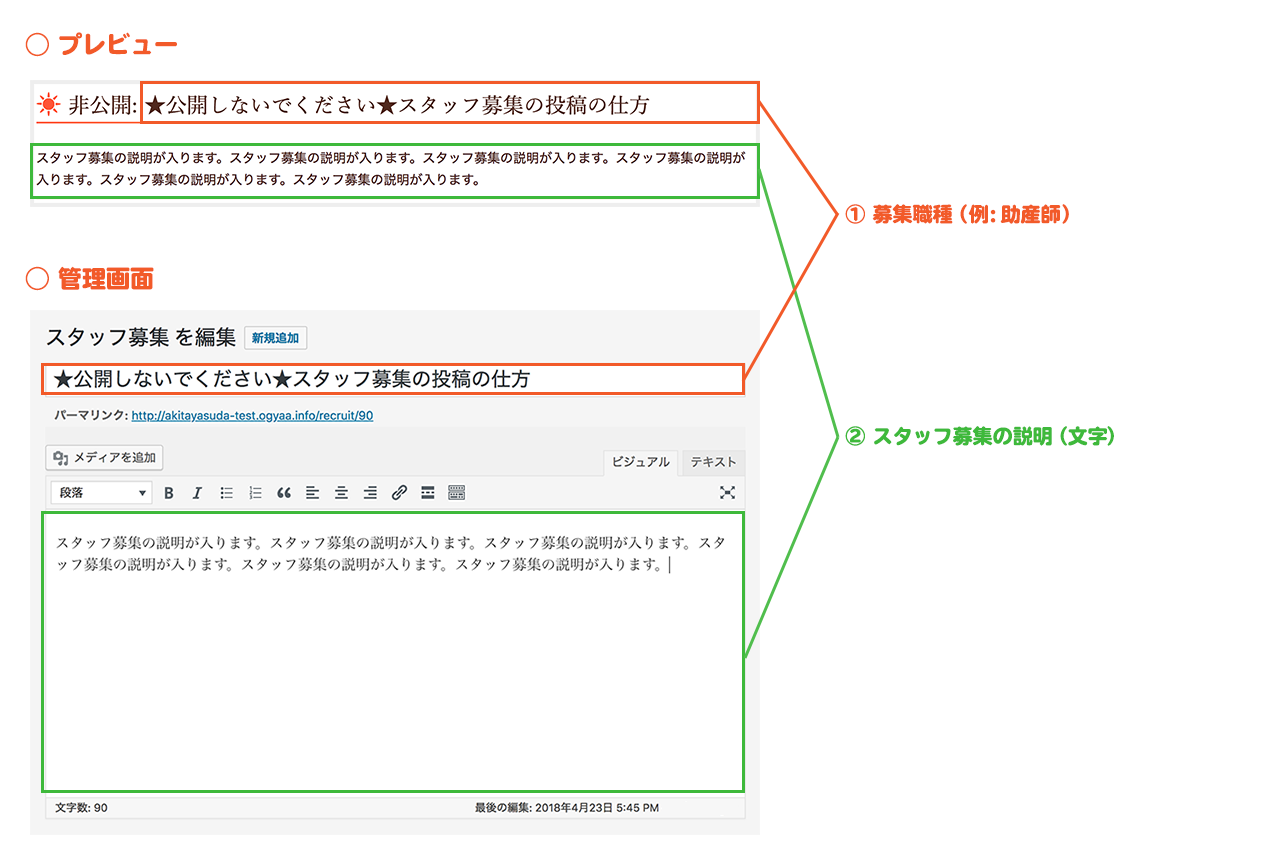 ○ プレビュー
非公開: ★公開しないでください★スタッフ募集の投稿の仕方
スタッフ募集の説明が入ります。スタッフ募集の説明が入ります。スタッフ募集の説明が入ります。スタッフ募集の説明が
入ります。スタッフ募集の説明が入ります。スタッフ募集の説明が入ります。
① 募集職種（例: 助産師）
○ 管理画面
スタッフ募集 を編集 新規追加
★公開しないでください★スタッフ募集の投稿の仕方
パーマリンク: http://akitayasuda-test.ogyaa.info/recruit/90
② スタッフ募集の説明（文字）
メディアを追加
ビジュアル テキスト
段落
スタッフ募集の説明が入ります。スタッフ募集の説明が入ります。スタッフ募集の説明が入ります。スタ
ッフ募集の説明が入ります。スタッフ募集の説明が入ります。スタッフ募集の説明が入ります。
文字数: 90 最後の編集: 2018年4月23日 5:45 PM